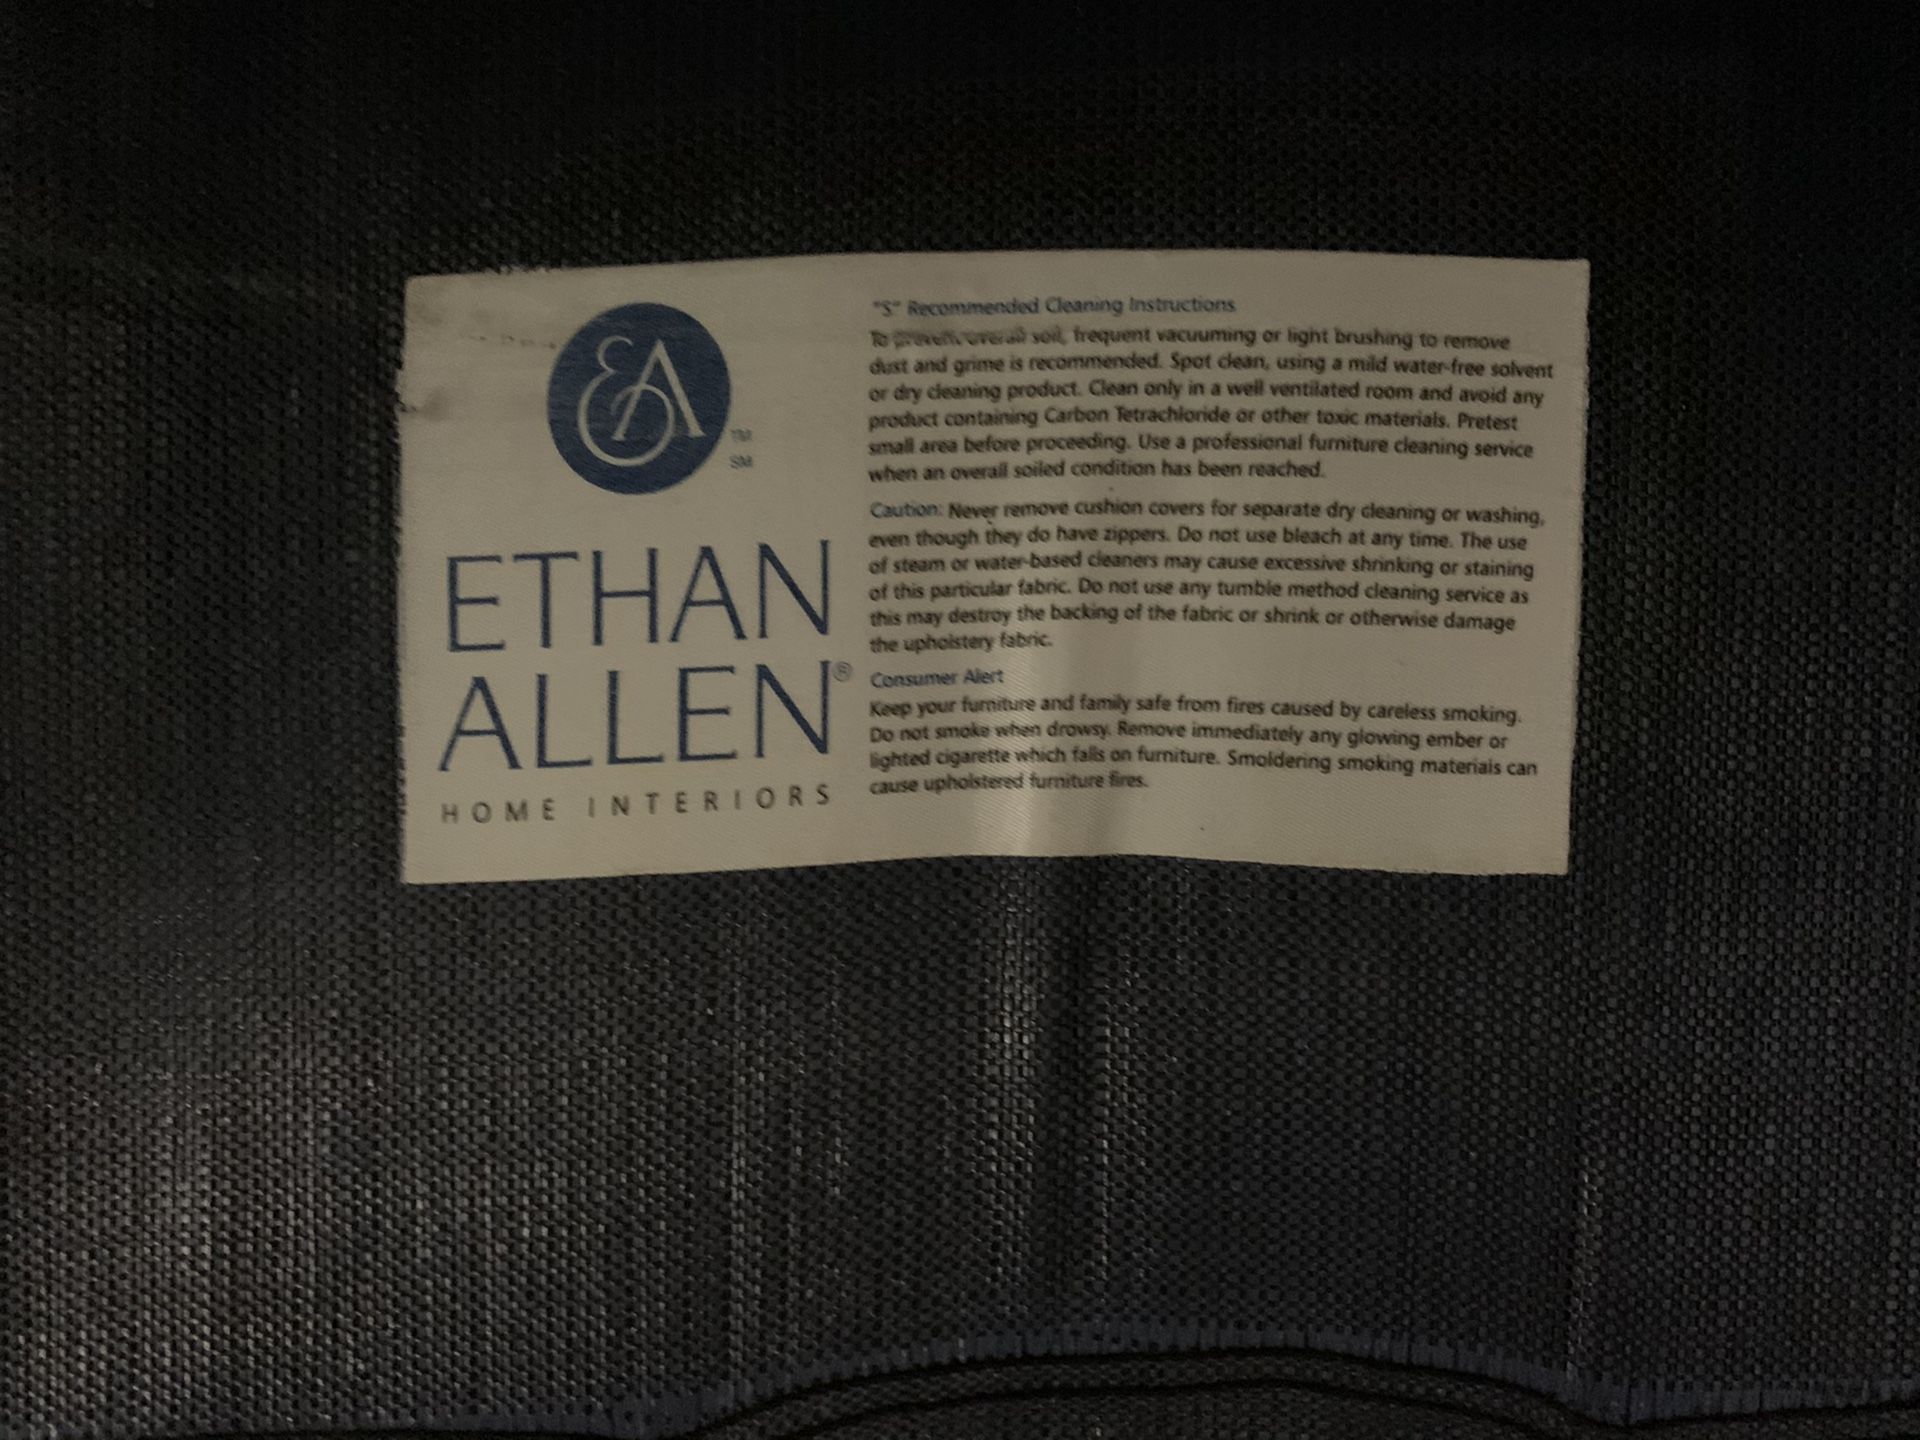 EA
TM
SM
ETHAN
ALLEN®
HOME INTERIORS
"S" Recommended Cleaning Instructions
To prevent overall soil, frequent vacuuming or light brushing to remove
dust and grime is recommended. Spot clean, using a mild water-free solvent
or dry cleaning product. Clean only in a well ventilated room and avoid any
product containing Carbon Tetrachloride or other toxic materials. Pretest
small area before proceeding. Use a professional furniture cleaning service
when an overall soiled condition has been reached.
Caution: Never remove cushion covers for separate dry cleaning or washing,
even though they do have zippers. Do not use bleach at any time. The use
of steam or water-based cleaners may cause excessive shrinking or staining
of this particular fabric. Do not use any tumble method cleaning service as
this may destroy the backing of the fabric or shrink or otherwise damage
the upholstery fabric.
Consumer Alert
Keep your furniture and family safe from fires caused by careless smoking.
Do not smoke when drowsy. Remove immediately any glowing ember or
lighted cigarette which falls on furniture. Smoldering smoking materials can
cause upholstered furniture fires.